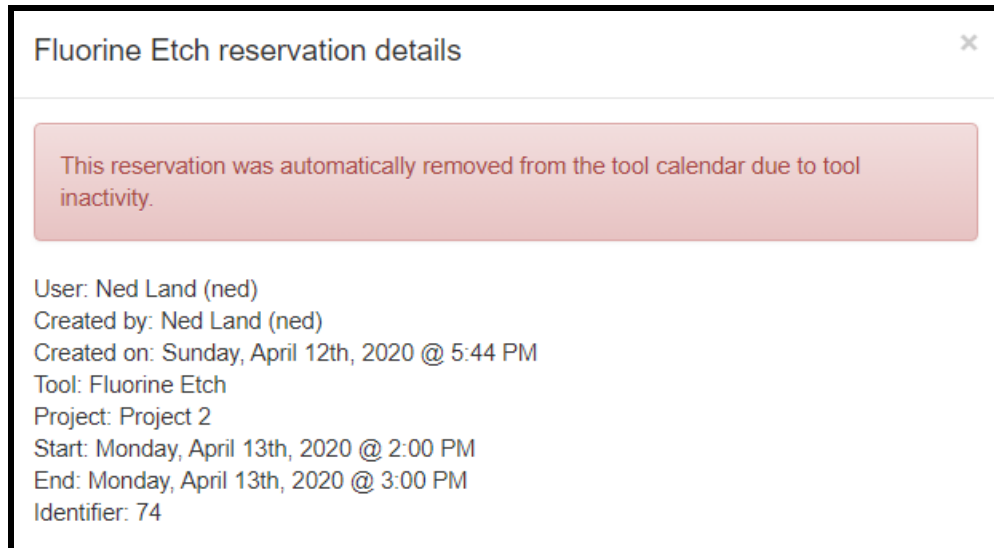 Fluorine Etch reservation details
×
This reservation was automatically removed from the tool calendar due to tool
inactivity.
User: Ned Land (ned)
Created by: Ned Land (ned)
Created on: Sunday, April 12th, 2020 @ 5:44 PM
Tool: Fluorine Etch
Project: Project 2
Start: Monday, April 13th, 2020 @ 2:00 PM
End: Monday, April 13th, 2020 @ 3:00 PM
Identifier: 74